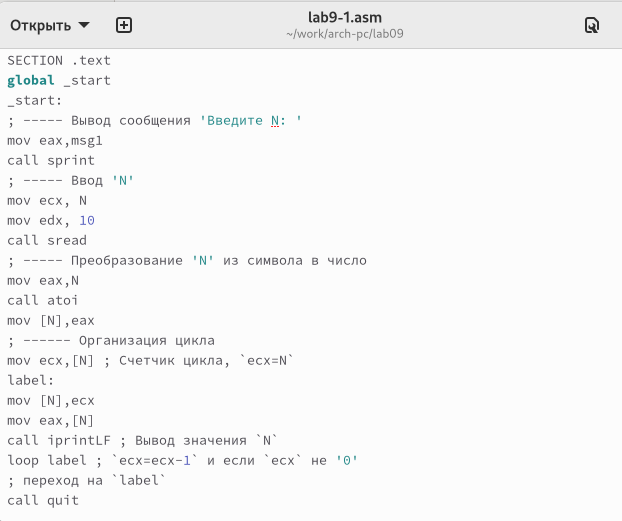 Открыть
lab9-1.asm
~/work/arch-pc/lab09
SECTION .text
global _start
_start:
; ----- Вывод сообщения 'Введите N: '
mov eax,msg1
call sprint
; ----- Ввод 'N'
mov ecx, N
mov edx, 10
call sread
; ----- Преобразование 'N' из символа в число
mov eax,N
call atoi
mov [N],eax
; ------ Организация цикла
mov ecx,[N] ; Счетчик цикла, `ecx=N`
label:
mov [N],ecx
mov eax,[N]
call iprintLF ; Вывод значения `N`
loop label ; `ecx=ecx-1` и если `ecx` не '0'
; переход на `label`
call quit